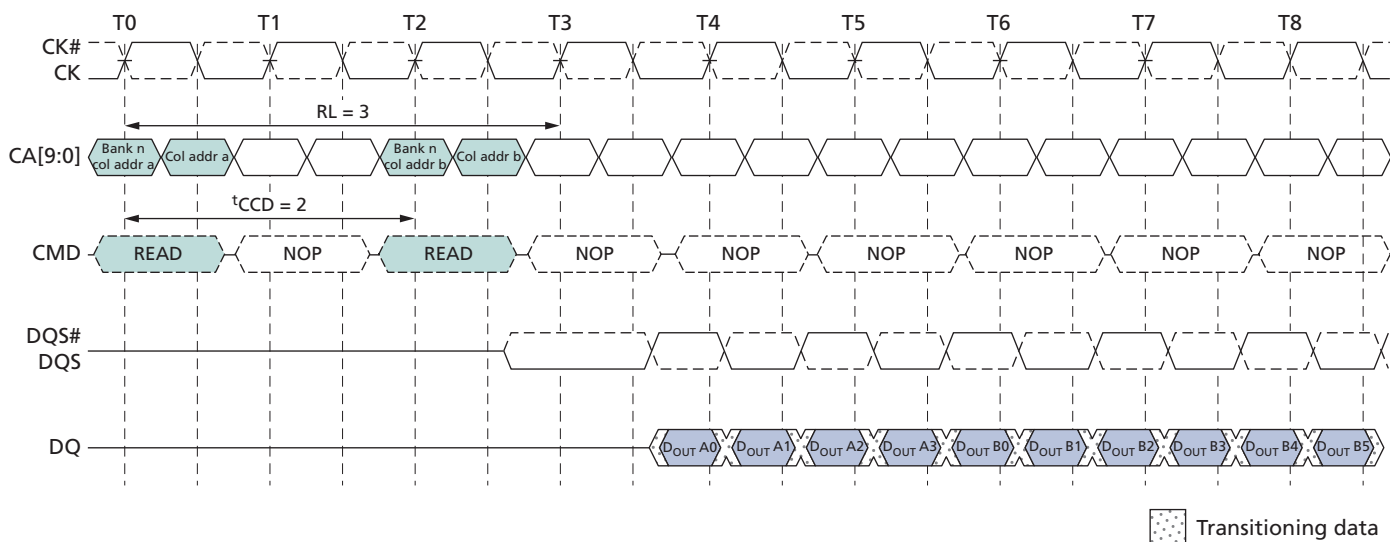 T0 T1 T2 T3 T4 T5 T6 T7 T8
CK#
CK
RL = 3
CA[9:0]
Bank n
col addr a
Col addr a
Bank n
col addr b
Col addr b
tCCD = 2
CMD READ NOP READ NOP NOP NOP NOP NOP NOP
DQS#
DQS
DQ DOUT A0 DOUT A1 DOUT A2 DOUT A3 DOUT B0 DOUT B1 DOUT B2 DOUT B3 DOUT B4 DOUT B5
Transitioning data